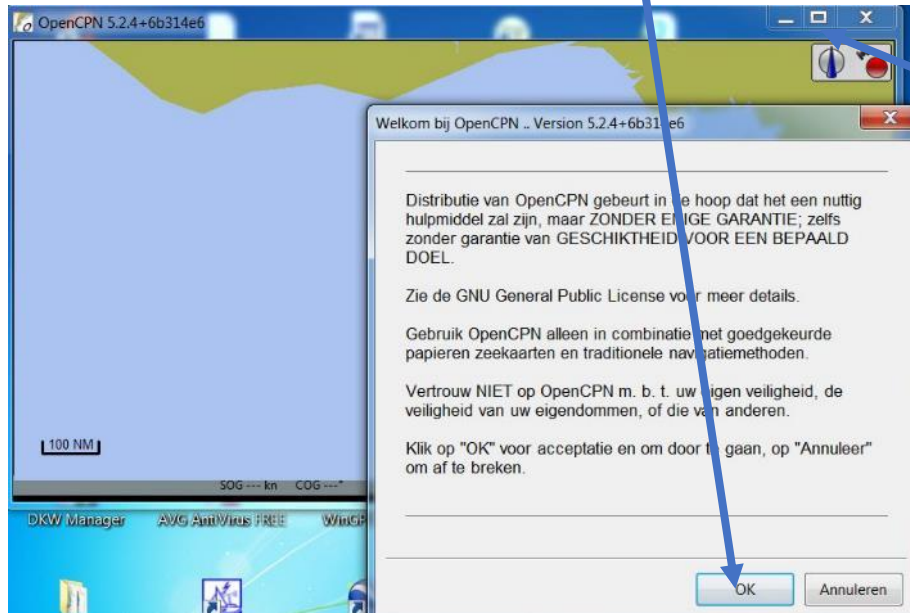 OpenCPN 5.2.4+6b314e6
Welkom bij OpenCPN .. Version 5.2.4+6b314e6
Distributie van OpenCPN gebeurt in de hoop dat het een nuttig
hulpmiddel zal zijn, maar ZONDER ENIGE GARANTIE; zelfs
zonder garantie van GESCHIKTHEID VOOR EEN BEPAALD
DOEL.
Zie de GNU General Public License voor meer details.
Gebruik OpenCPN alleen in combinatie met goedgekeurde
papieren zeekaarten en traditionele navigatiemethoden.
Vertrouw NIET op OpenCPN m. b. t. uw eigen veiligheid, de
veiligheid van uw eigendommen, of die van anderen.
Klik op "OK" voor acceptatie en om door te gaan, op "Annuleer"
om af te breken.
100 NM
SOG --- kn COG ---°
DKW Manager AVG AntiVirus FREE
OK Annuleren